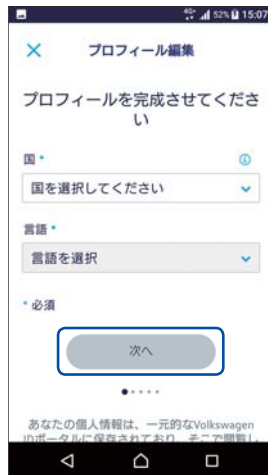 4G+ 52% 15:07
プロフィール編集
プロフィールを完成させてくださ
い
国 *
国を選択してください
言語 *
言語を選択
* 必須
次へ
あなたの個人情報は、一元的なVolkswagen
IDポータルに保存されており、そこで閲覧し